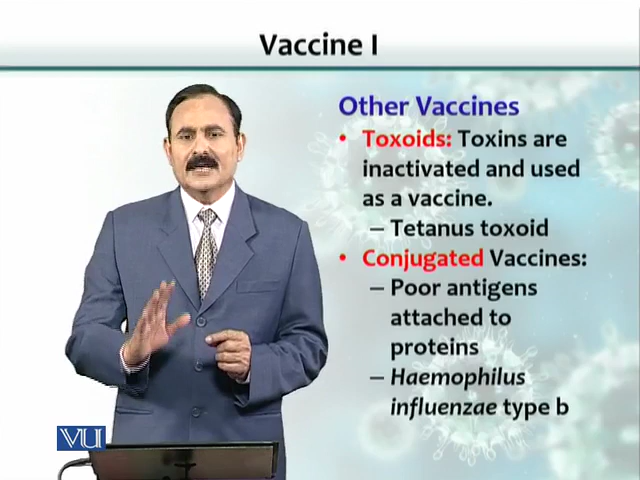 Vaccine I
Other Vaccines
• Toxoids: Toxins are
inactivated and used
as a vaccine.
– Tetanus toxoid
• Conjugated Vaccines:
– Poor antigens
attached to
proteins
– Haemophilus
influenzae type b
VU